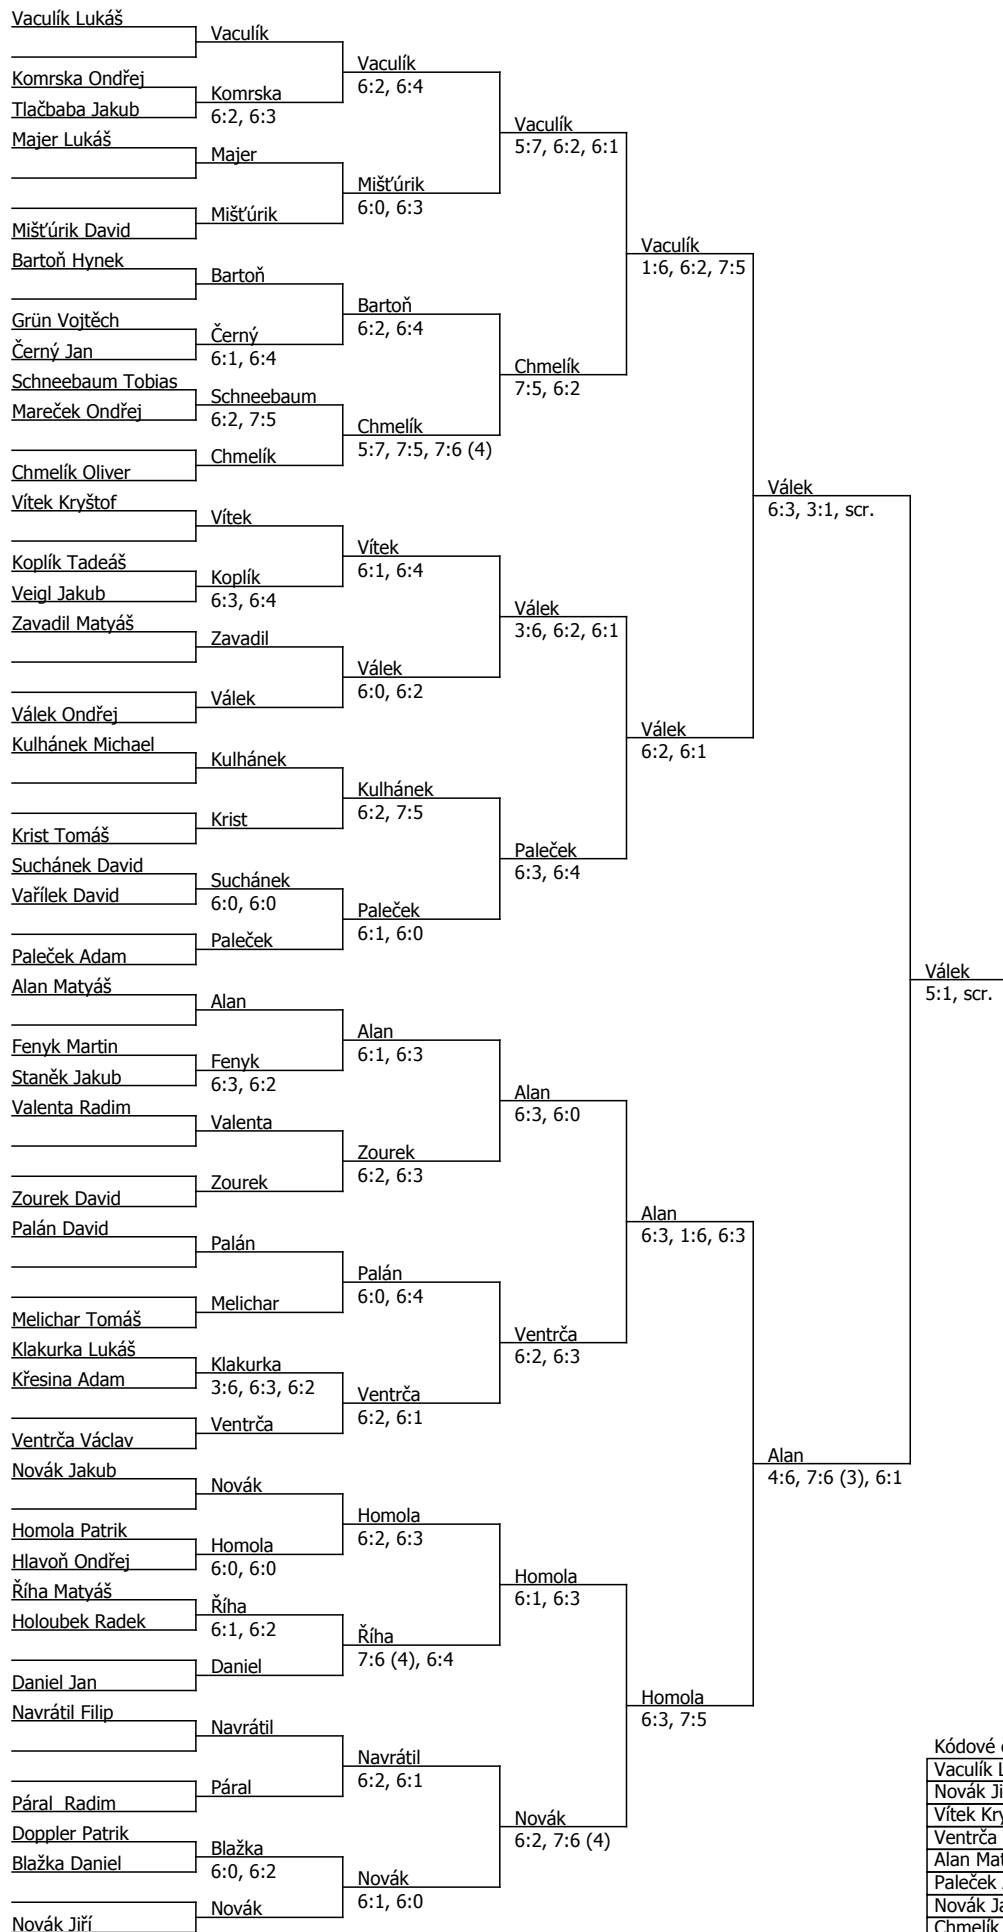 Vaculík Lukáš
Komrska Ondřej
Tlačbaba Jakub
Majer Lukáš
Mišťúrik David
Bartoň Hynek
Grün Vojtěch
Černý Jan
Schneebaum Tobias
Mareček Ondřej
Chmelík Oliver
Vítek Kryštof
Koplík Tadeáš
Veigl Jakub
Zavadil Matyáš
Válek Ondřej
Kulhánek Michael
Krist Tomáš
Suchánek David
Vařílek David
Paleček Adam
Alan Matyáš
Fenyk Martin
Staněk Jakub
Valenta Radim
Zourek David
Palán David
Melichar Tomáš
Klakurka Lukáš
Křesina Adam
Ventrča Václav
Novák Jakub
Homola Patrik
Hlavoň Ondřej
Říha Matyáš
Holoubek Radek
Daniel Jan
Navrátil Filip
Páral Radim
Doppler Patrik
Blažka Daniel
Novák Jiří
Vaculík
Komrska
6:2, 6:3
Majer
Mišťúrik
Bartoň
Černý
6:1, 6:4
Schneebaum
6:2, 7:5
Chmelík
Vítek
Koplík
6:3, 6:4
Zavadil
Válek
Kulhánek
Krist
Suchánek
6:0, 6:0
Paleček
Alan
Fenyk
6:3, 6:2
Valenta
Zourek
Palán
Melichar
Klakurka
3:6, 6:3, 6:2
Ventrča
Novák
Homola
6:0, 6:0
Říha
6:1, 6:2
Daniel
Navrátil
Páral
Blažka
6:0, 6:2
Novák
Vaculík
6:2, 6:4
Mišťúrik
6:0, 6:3
Bartoň
6:2, 6:4
Chmelík
5:7, 7:5, 7:6 (4)
Vítek
6:1, 6:4
Válek
6:0, 6:2
Kulhánek
6:2, 7:5
Paleček
6:1, 6:0
Alan
6:1, 6:3
Zourek
6:2, 6:3
Palán
6:0, 6:4
Ventrča
6:2, 6:1
Homola
6:2, 6:3
Říha
7:6 (4), 6:4
Navrátil
6:2, 6:1
Novák
6:1, 6:0
Vaculík
5:7, 6:2, 6:1
Chmelík
7:5, 6:2
Válek
3:6, 6:2, 6:1
Paleček
6:3, 6:4
Alan
6:3, 6:0
Ventrča
6:2, 6:3
Homola
6:1, 6:3
Novák
6:2, 7:6 (4)
Vaculík
1:6, 6:2, 7:5
Válek
6:2, 6:1
Alan
6:3, 1:6, 6:3
Homola
6:3, 7:5
Válek
6:3, 3:1, scr.
Alan
4:6, 7:6 (3), 6:1
Válek
5:1, scr.
Kódové
Vaculík
Novák
Vítek
Ventrča
Alan
Paleček
Novák
Chmelík